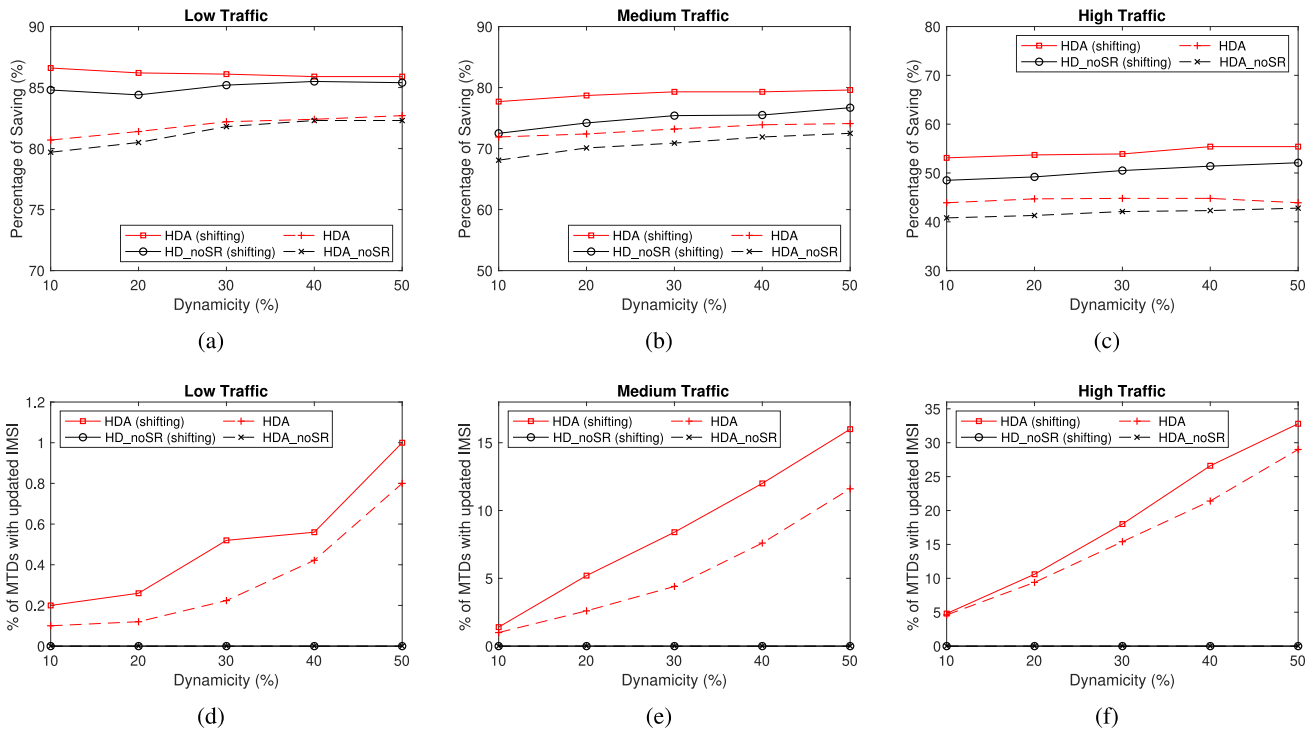 Low Traffic
Percentage of Saving (%)
90
85
80
75
70
HDA (shifting)
HDA
HD_noSR (shifting)
HDA_noSR
10 20 30 40 50
Dynamicity (%)
(a)
Medium Traffic
Percentage of Saving (%)
90
80
70
60
50
HDA (shifting)
HDA
HD_noSR (shifting)
HDA_noSR
10 20 30 40 50
Dynamicity (%)
(b)
High Traffic
Percentage of Saving (%)
80
70
60
50
40
30
HDA (shifting)
HDA
HD_noSR (shifting)
HDA_noSR
10 20 30 40 50
Dynamicity (%)
(c)
Low Traffic
% of MTDs with updated IMSI
1.2
1
0.8
0.6
0.4
0.2
0
HDA (shifting)
HDA
HD_noSR (shifting)
HDA_noSR
10 20 30 40 50
Dynamicity (%)
(d)
Medium Traffic
% of MTDs with updated IMSI
15
10
5
0
HDA (shifting)
HDA
HD_noSR (shifting)
HDA_noSR
10 20 30 40 50
Dynamicity (%)
(e)
High Traffic
% of MTDs with updated IMSI
35
30
25
20
15
10
5
0
HDA (shifting)
HDA
HD_noSR (shifting)
HDA_noSR
10 20 30 40 50
Dynamicity (%)
(f)